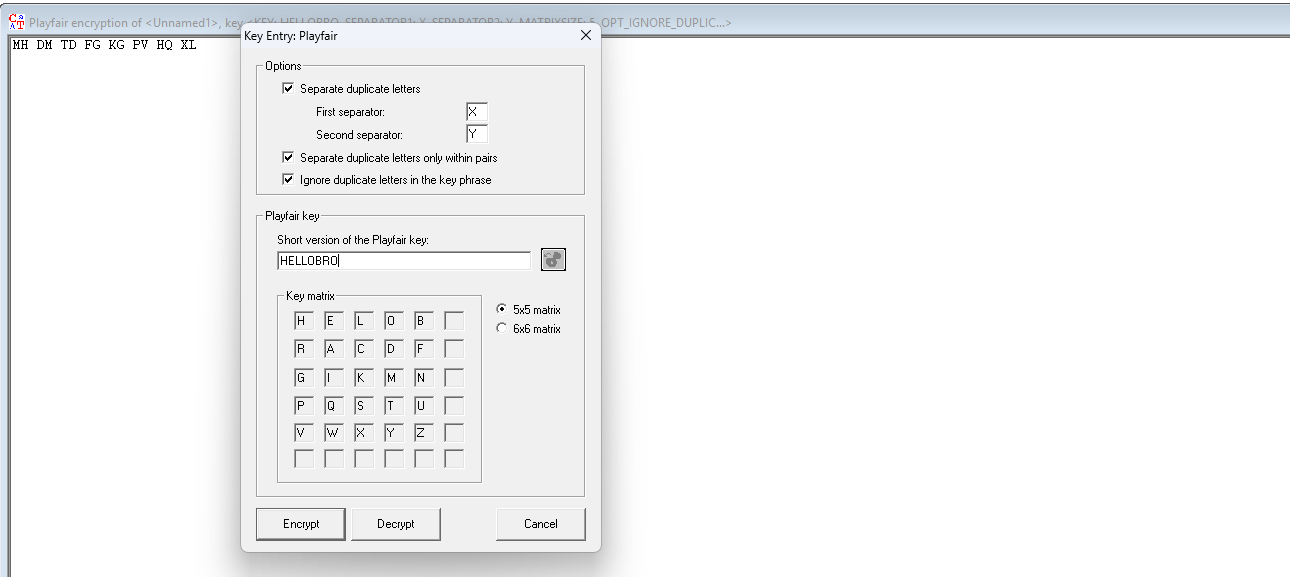 Playfair encryption of <Unnamed1>, key <KEY: HELLOBRO, SEPARATOR1: X, SEPARATOR2: Y, MATRIXSIZE: 5, OPT_IGNORE_DUPLIC...>
MH DM TD FG KG PV HQ XL
Key Entry: Playfair
Options
Separate duplicate letters
First separator: X
Second separator: Y
Separate duplicate letters only within pairs
Ignore duplicate letters in the key phrase
Playfair key
Short version of the Playfair key:
HELLOBRO
Key matrix
H E L O B
R A C D F
G I K M N
P Q S T U
V W X Y Z
5x5 matrix
6x6 matrix
Encrypt Decrypt Cancel